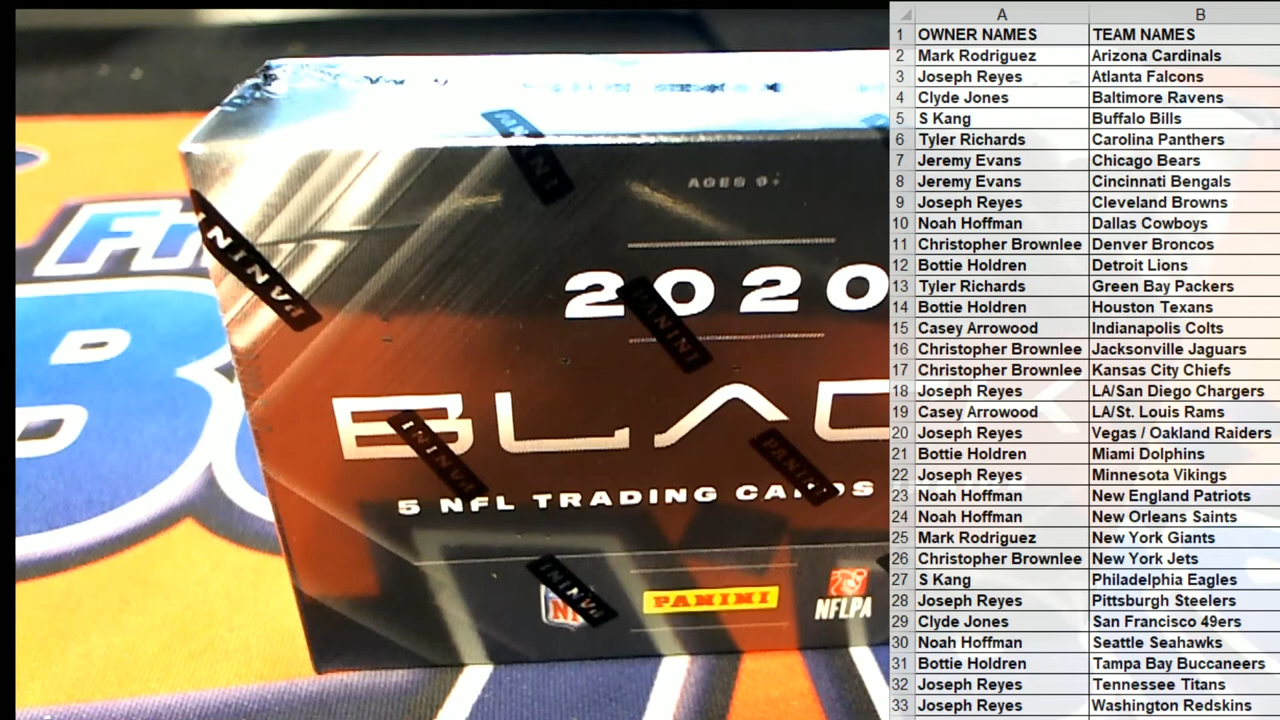 AGES 9+
2020
BLAC
5 NFL TRADING CARDS
PANINI
NFLPA
PANINI
PANINI
PANINI
PANINI
PANINI
PANINI
A B
1 OWNER NAMES TEAM NAMES
2 Mark Rodriguez Arizona Cardinals
3 Joseph Reyes Atlanta Falcons
4 Clyde Jones Baltimore Ravens
5 S Kang Buffalo Bills
6 Tyler Richards Carolina Panthers
7 Jeremy Evans Chicago Bears
8 Jeremy Evans Cincinnati Bengals
9 Joseph Reyes Cleveland Browns
10 Noah Hoffman Dallas Cowboys
11 Christopher Brownlee Denver Broncos
12 Bottie Holdren Detroit Lions
13 Tyler Richards Green Bay Packers
14 Bottie Holdren Houston Texans
15 Casey Arrowood Indianapolis Colts
16 Christopher Brownlee Jacksonville Jaguars
17 Christopher Brownlee Kansas City Chiefs
18 Joseph Reyes LA/San Diego Chargers
19 Casey Arrowood LA/St. Louis Rams
20 Joseph Reyes Vegas / Oakland Raiders
21 Bottie Holdren Miami Dolphins
22 Joseph Reyes Minnesota Vikings
23 Noah Hoffman New England Patriots
24 Noah Hoffman New Orleans Saints
25 Mark Rodriguez New York Giants
26 Christopher Brownlee New York Jets
27 S Kang Philadelphia Eagles
28 Joseph Reyes Pittsburgh Steelers
29 Clyde Jones San Francisco 49ers
30 Noah Hoffman Seattle Seahawks
31 Bottie Holdren Tampa Bay Buccaneers
32 Joseph Reyes Tennessee Titans
33 Joseph Reyes Washington Redskins